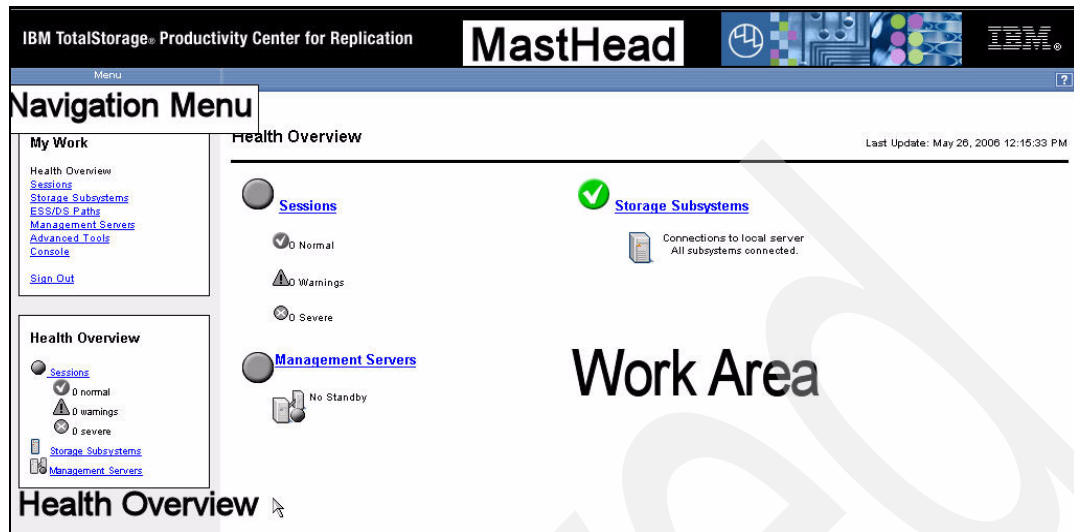 IBM TotalStorage® Productivity Center for Replication
MastHead
IBM®
Menu
?
Navigation Menu
My Work
Health Overview
Sessions
Storage Subsystems
ESS/DS Paths
Management Servers
Advanced Tools
Console
Sign Out
Health Overview
Sessions
0 normal
0 warnings
0 severe
Storage Subsystems
Management Servers
Health Overview
Health Overview
Last Update: May 26, 2006 12:15:33 PM
Sessions
0 Normal
0 Warnings
0 Severe
Management Servers
No Standby
Storage Subsystems
Connections to local server
All subsystems connected.
Work Area